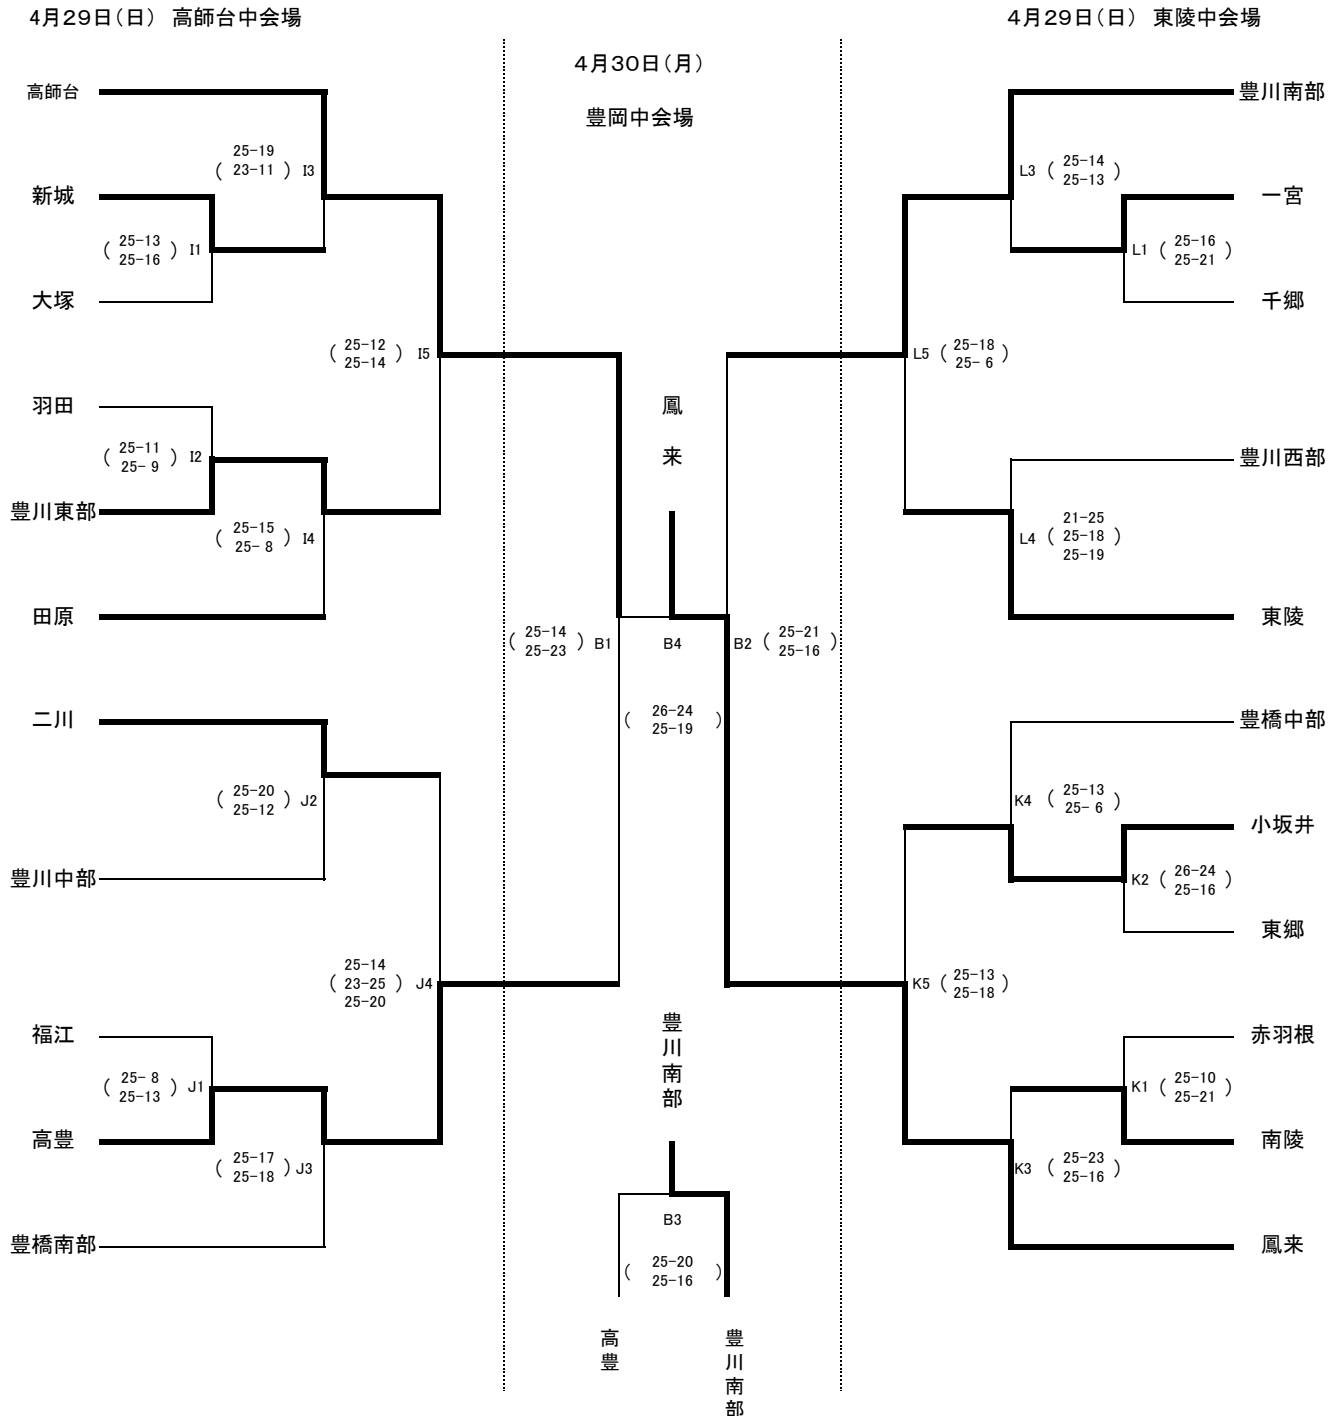 4月29日(日) 高師台中会場
4月29日(日) 東陵中会場
4月30日(月)
豊岡中会場
高師台
25-19
( 23-11 ) I3
新城
25-13
( 25-16 ) I1
大塚
( 25-12 ) I5
25-14
羽田
25-11
( 25- 9 ) I2
豊川東部
25-15
( 25- 8 ) I4
田原
二川
25-20
( 25-12 ) J2
豊川中部
25-14
( 23-25 ) J4
25-20
福江
25- 8
( 25-13 ) J1
高豊
25-17
( 25-18 ) J3
豊橋南部
鳳来
25-14
( 25-23 ) B1
B4
B2 ( 25-21 )
25-16
26-24
( 25-19 )
豊川南部
B3
25-20
( 25-16 )
高豊
豊川南部
豊川南部
L3 ( 25-14 )
25-13
一宮
L1 ( 25-16 )
25-21
千郷
L5 ( 25-18 )
25- 6
豊川西部
21-25
L4 ( 25-18 )
25-19
東陵
豊橋中部
K4 ( 25-13 )
25- 6
小坂井
K2 ( 26-24 )
25-16
東郷
K5 ( 25-13 )
25-18
赤羽根
K1 ( 25-10 )
25-21
南陵
K3 ( 25-23 )
25-16
鳳来